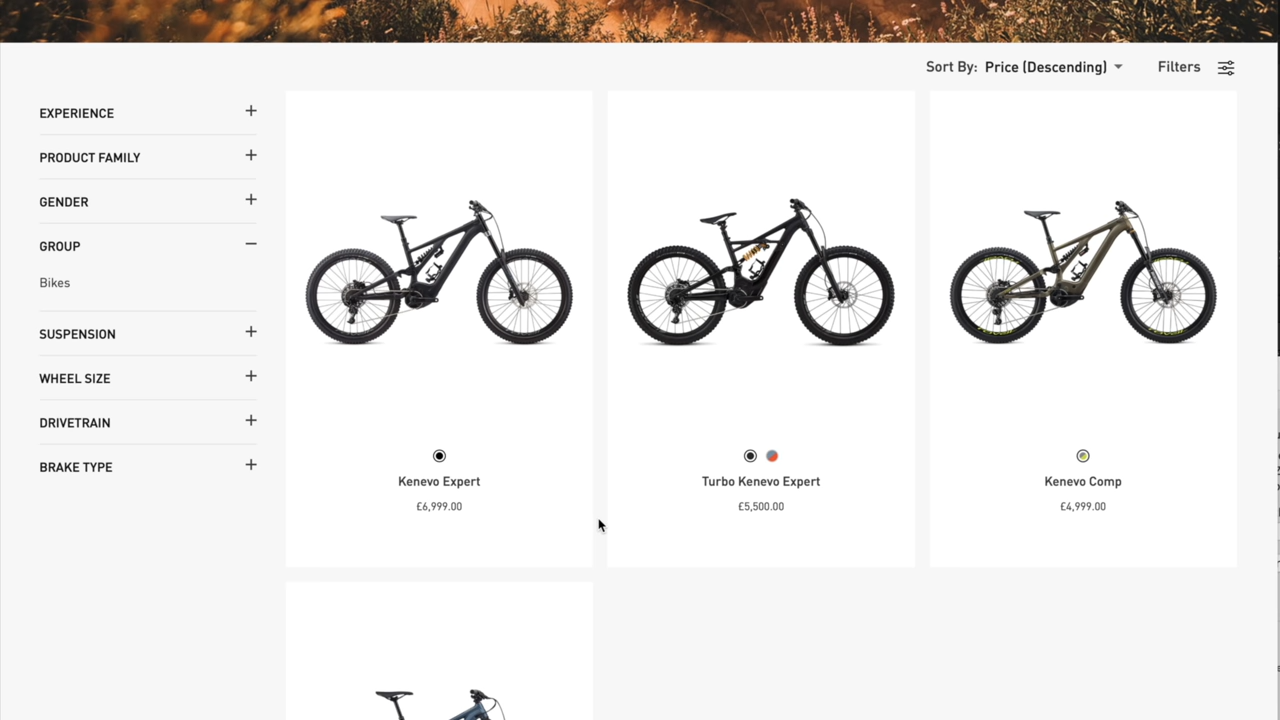 Sort By: Price (Descending) Filters
EXPERIENCE
PRODUCT FAMILY
GENDER
GROUP
Bikes
SUSPENSION
WHEEL SIZE
DRIVETRAIN
BRAKE TYPE
Kenevo Expert
£6,999.00
Turbo Kenevo Expert
£5,500.00
Kenevo Comp
£4,999.00